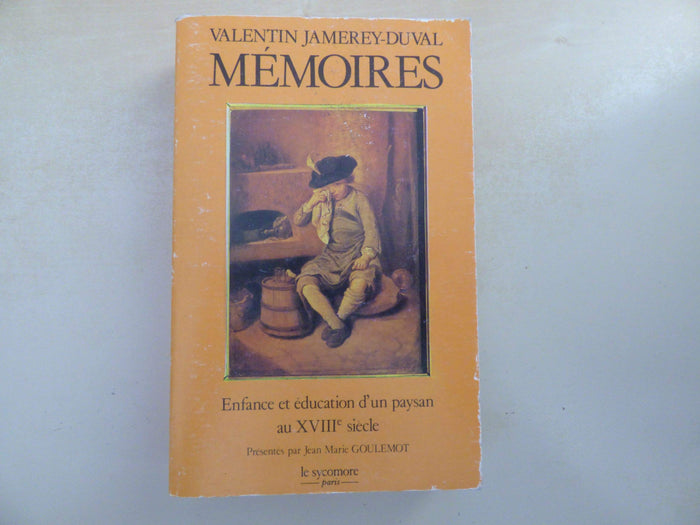 VALENTIN JAMEREY-DUVAL
MÉMOIRES
Enfance et éducation d'un paysan
au XVIIIe siècle
Présentés par Jean Marie GOULEMOT
le sycomore
paris